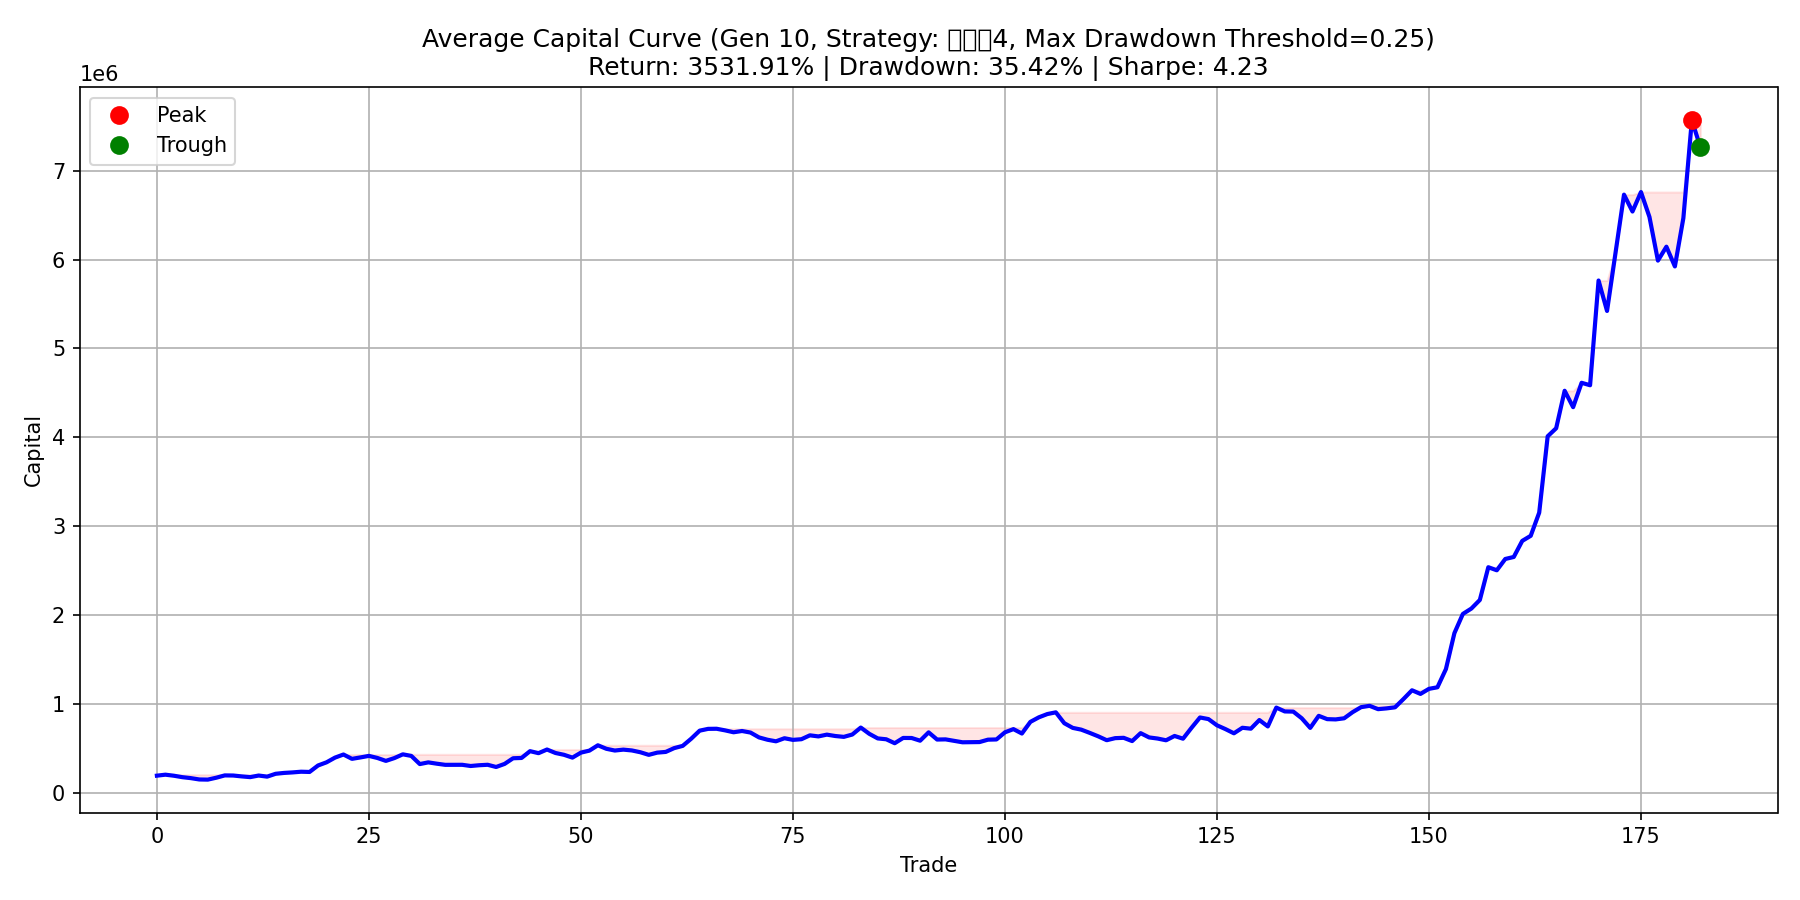 Average Capital Curve (Gen 10, Strategy: 4, Max Drawdown Threshold=0.25)
Return: 3531.91% | Drawdown: 35.42% | Sharpe: 4.23
1e6
Peak
Trough
7
6
5
4
3
2
1
0
Capital
0 25 50 75 100 125 150 175
Trade